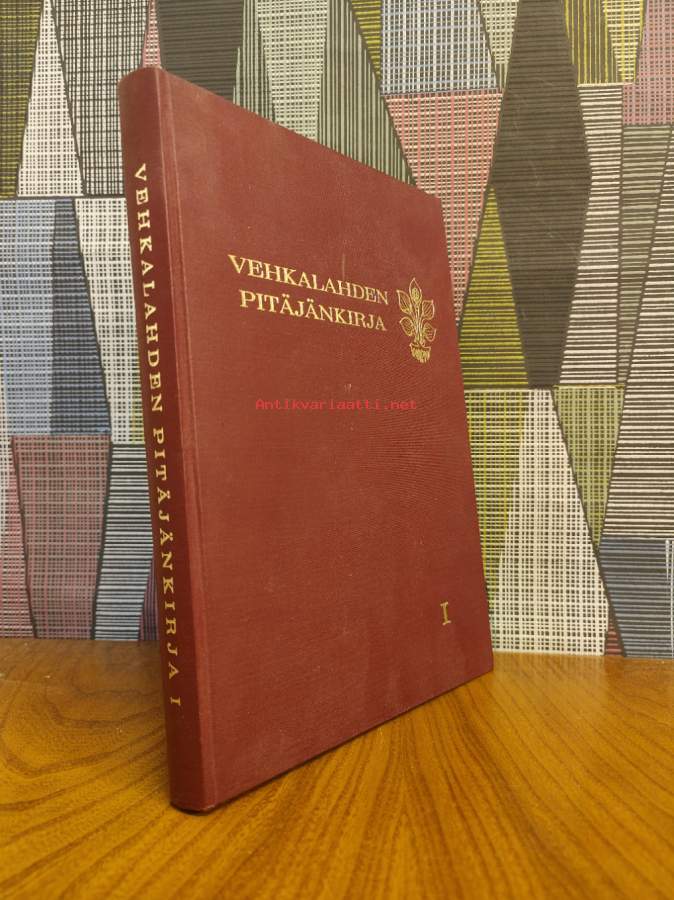 VEHKALAHDEN PITÄJÄNKIRJA I
VEHKALAHDEN
PITÄJÄNKIRJA
Antikvariaatti.net
I